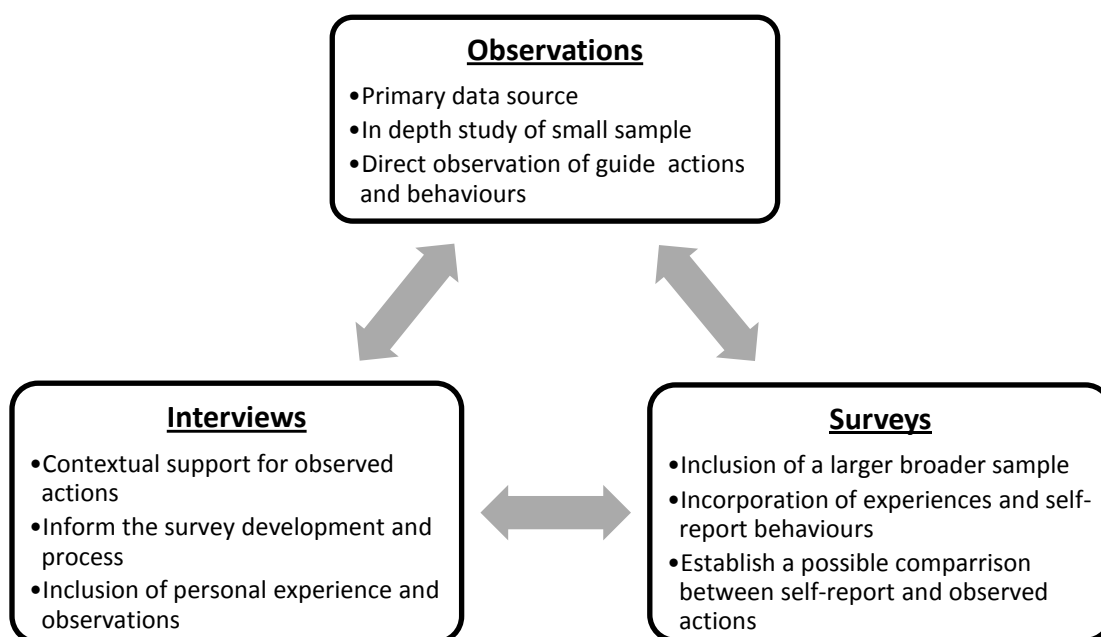 Observations
•Primary data source
•In depth study of small sample
•Direct observation of guide actions
and behaviours
Interviews
•Contextual support for observed
actions
•Inform the survey development and
process
•Inclusion of personal experience and
observations
Surveys
•Inclusion of a larger broader sample
•Incorporation of experiences and self-
report behaviours
•Establish a possible comparrison
between self-report and observed
actions